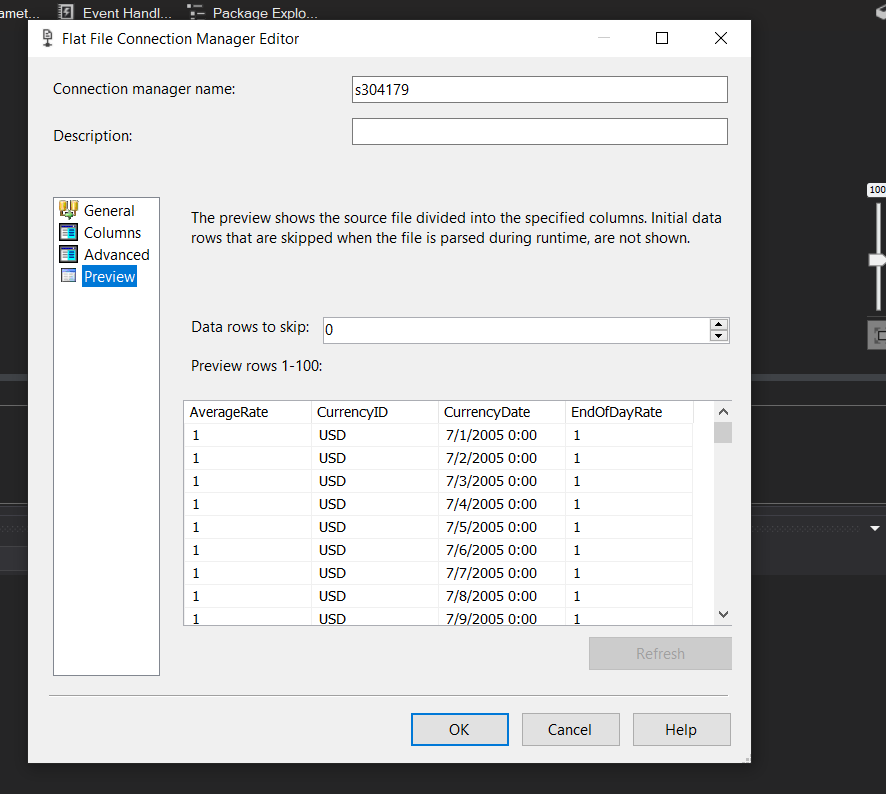 amet... Event Handl... Package Explo...
Flat File Connection Manager Editor
Connection manager name: s304179
Description:
General
Columns
Advanced
Preview
The preview shows the source file divided into the specified columns. Initial data
rows that are skipped when the file is parsed during runtime, are not shown.
Data rows to skip: 0
Preview rows 1-100:
AverageRate CurrencyID CurrencyDate EndOfDayRate
1 USD 7/1/2005 0:00 1
1 USD 7/2/2005 0:00 1
1 USD 7/3/2005 0:00 1
1 USD 7/4/2005 0:00 1
1 USD 7/5/2005 0:00 1
1 USD 7/6/2005 0:00 1
1 USD 7/7/2005 0:00 1
1 USD 7/8/2005 0:00 1
1 USD 7/9/2005 0:00 1
Refresh
OK Cancel Help
100